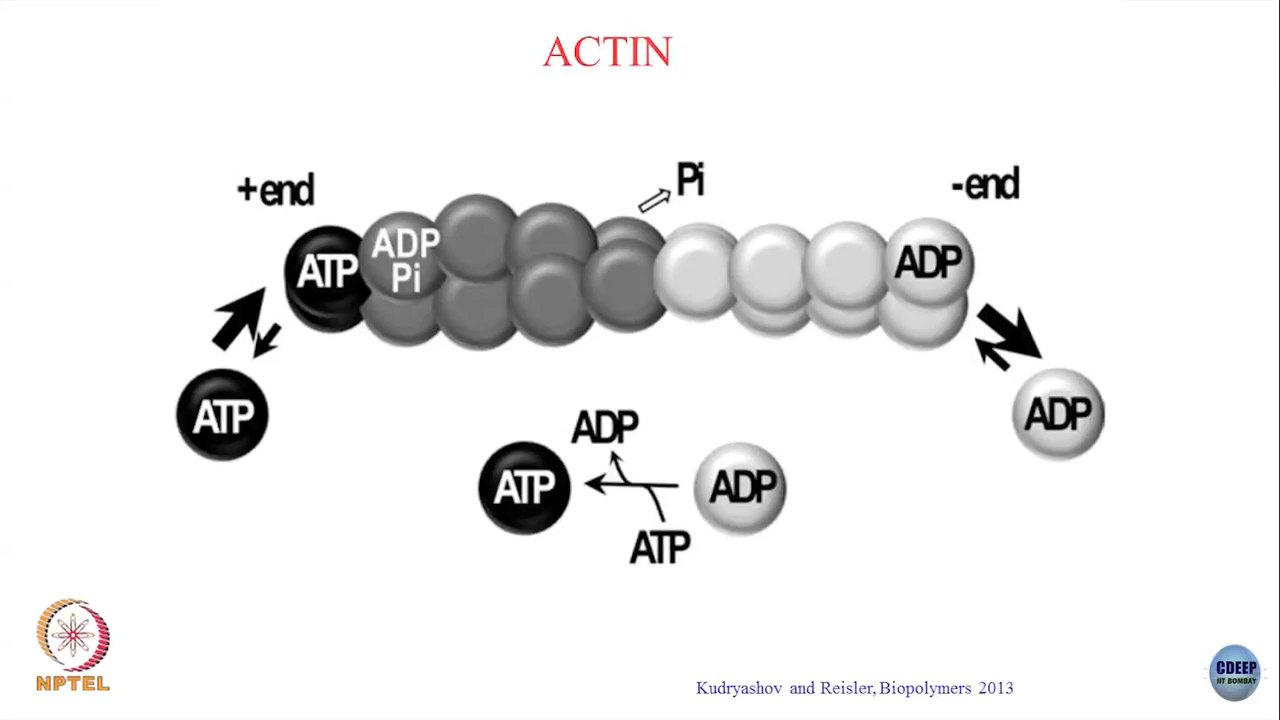 ACTIN
+end
Pi
-end
ATP
ADP
Pi
ADP
ATP
ADP
ADP
ATP
ADP
ATP
NPTEL
Kudryashov and Reisler, Biopolymers 2013
CDEEP
IIT BOMBAY